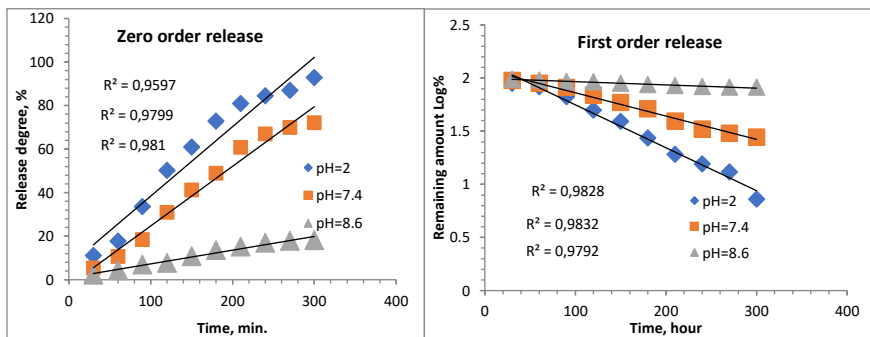 Zero order release
Release degree, %
120
100
80
60
40
20
0
R² = 0,9597
R² = 0,9799
R² = 0,981
pH=2
pH=7.4
pH=8.6
0
100
200
300
400
Time, min.
First order release
Remaining amount Log%
2.5
2
1.5
1
0.5
0
R² = 0,9828
R² = 0,9832
R² = 0,9792
pH=2
pH=7.4
pH=8.6
0
100
200
300
400
Time, hour